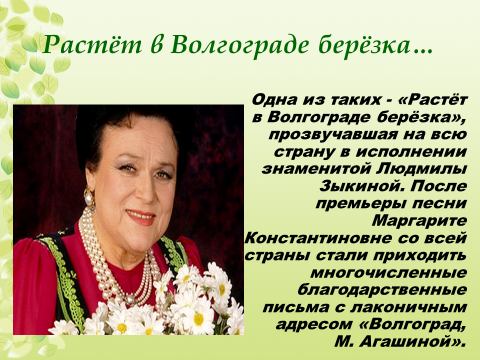 Растёт в Волгограде берёзка…
Одна из таких - «Растёт
в Волгограде берёзка»,
прозвучавшая на всю
страну в исполнении
знаменитой Людмилы
Зыкиной. После
премьеры песни
Маргарите
Константиновне со всей
страны стали приходить
многочисленные
благодарственные
письма с лаконичным
адресом «Волгоград,
М. Агашиной».